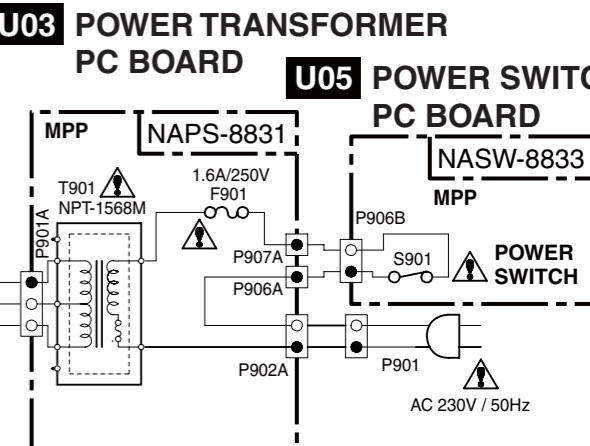 U03 POWER TRANSFORMER
PC BOARD
U05 POWER SWITC
PC BOARD
MPP
NAPS-8831
NASW-8833
MPP
T901
NPT-1568M
1.6A/250V
F901
P901A
P907A
P906A
P906B
S901
POWER
SWITCH
P902A
P901
AC 230V / 50Hz